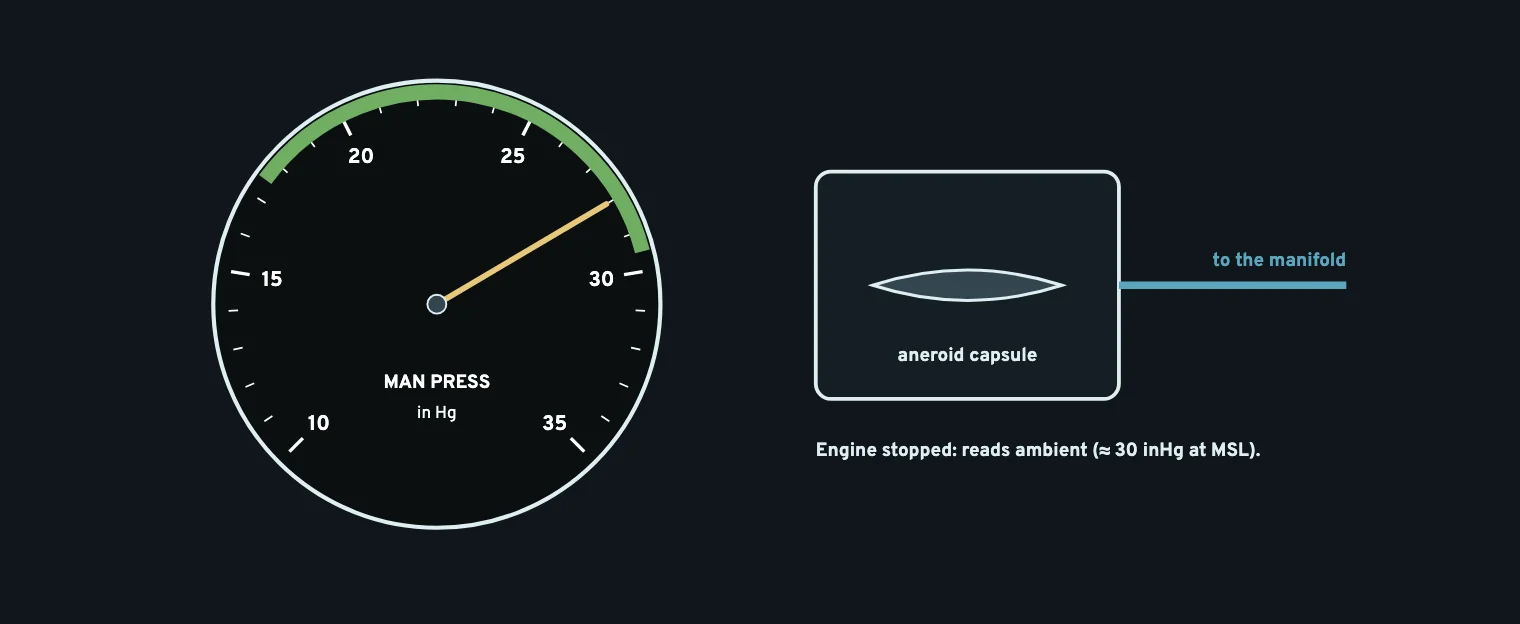 20
25
15
30
10
35
MAN PRESS
in Hg
to the manifold
aneroid capsule
Engine stopped: reads ambient (≈ 30 inHg at MSL).